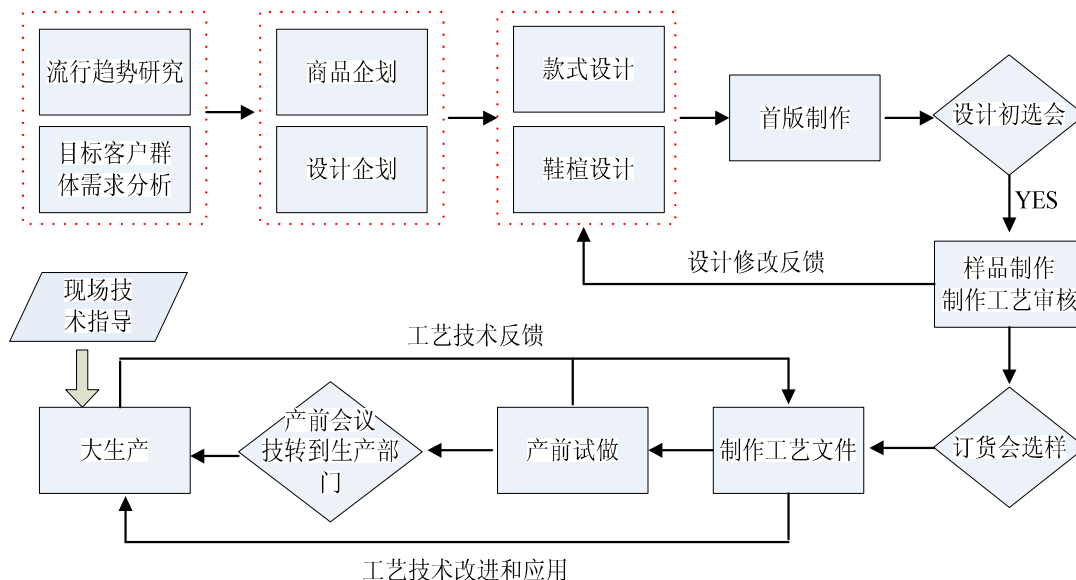 流行趋势研究
目标客户群
体需求分析
商品企划
设计企划
款式设计
鞋楦设计
首版制作
设计初选会
YES
设计修改反馈
样品制作
制作工艺审核
现场技
术指导
工艺技术反馈
大生产
产前会议
技转到生产部
门
产前试做
制作工艺文件
订货会选样
工艺技术改进和应用